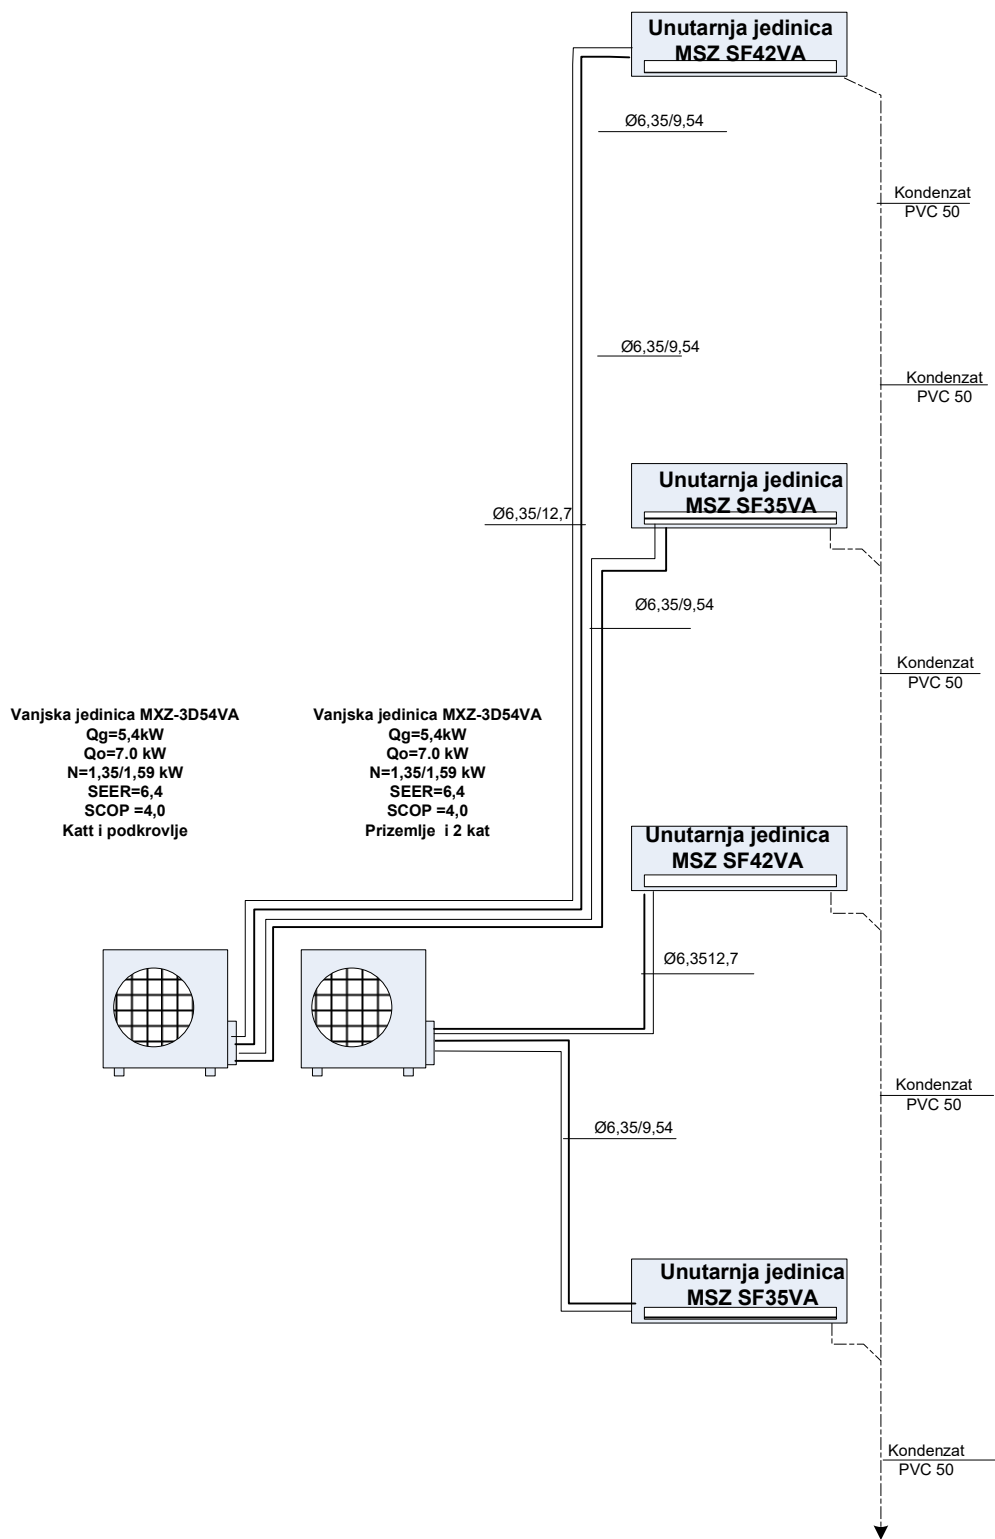 Unutarnja jedinica
MSZ SF42VA
Ø6,35/9,54
Kondenzat
PVC 50
Ø6,35/9,54
Kondenzat
PVC 50
Unutarnja jedinica
MSZ SF35VA
Ø6,35/12,7
Ø6,35/9,54
Kondenzat
PVC 50
Vanjska jedinica MXZ-3D54VA
Qg=5,4kW
Qo=7.0 kW
N=1,35/1,59 kW
SEER=6,4
SCOP =4,0
Katt i podkrovlje
Vanjska jedinica MXZ-3D54VA
Qg=5,4kW
Qo=7.0 kW
N=1,35/1,59 kW
SEER=6,4
SCOP =4,0
Prizemlje i 2 kat
Unutarnja jedinica
MSZ SF42VA
Ø6,3512,7
Kondenzat
PVC 50
Ø6,35/9,54
Unutarnja jedinica
MSZ SF35VA
Kondenzat
PVC 50